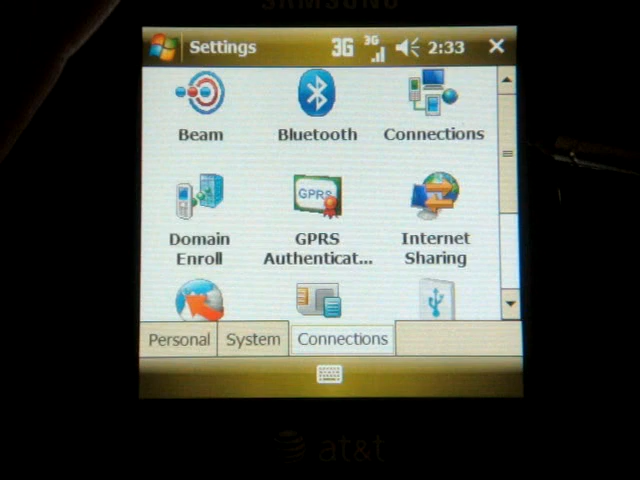 SAMSUNG
Settings 3G 3G 2:33
Beam Bluetooth Connections
Domain Enroll GPRS Authenticat... Internet Sharing
GPRS
Personal System Connections
at&t